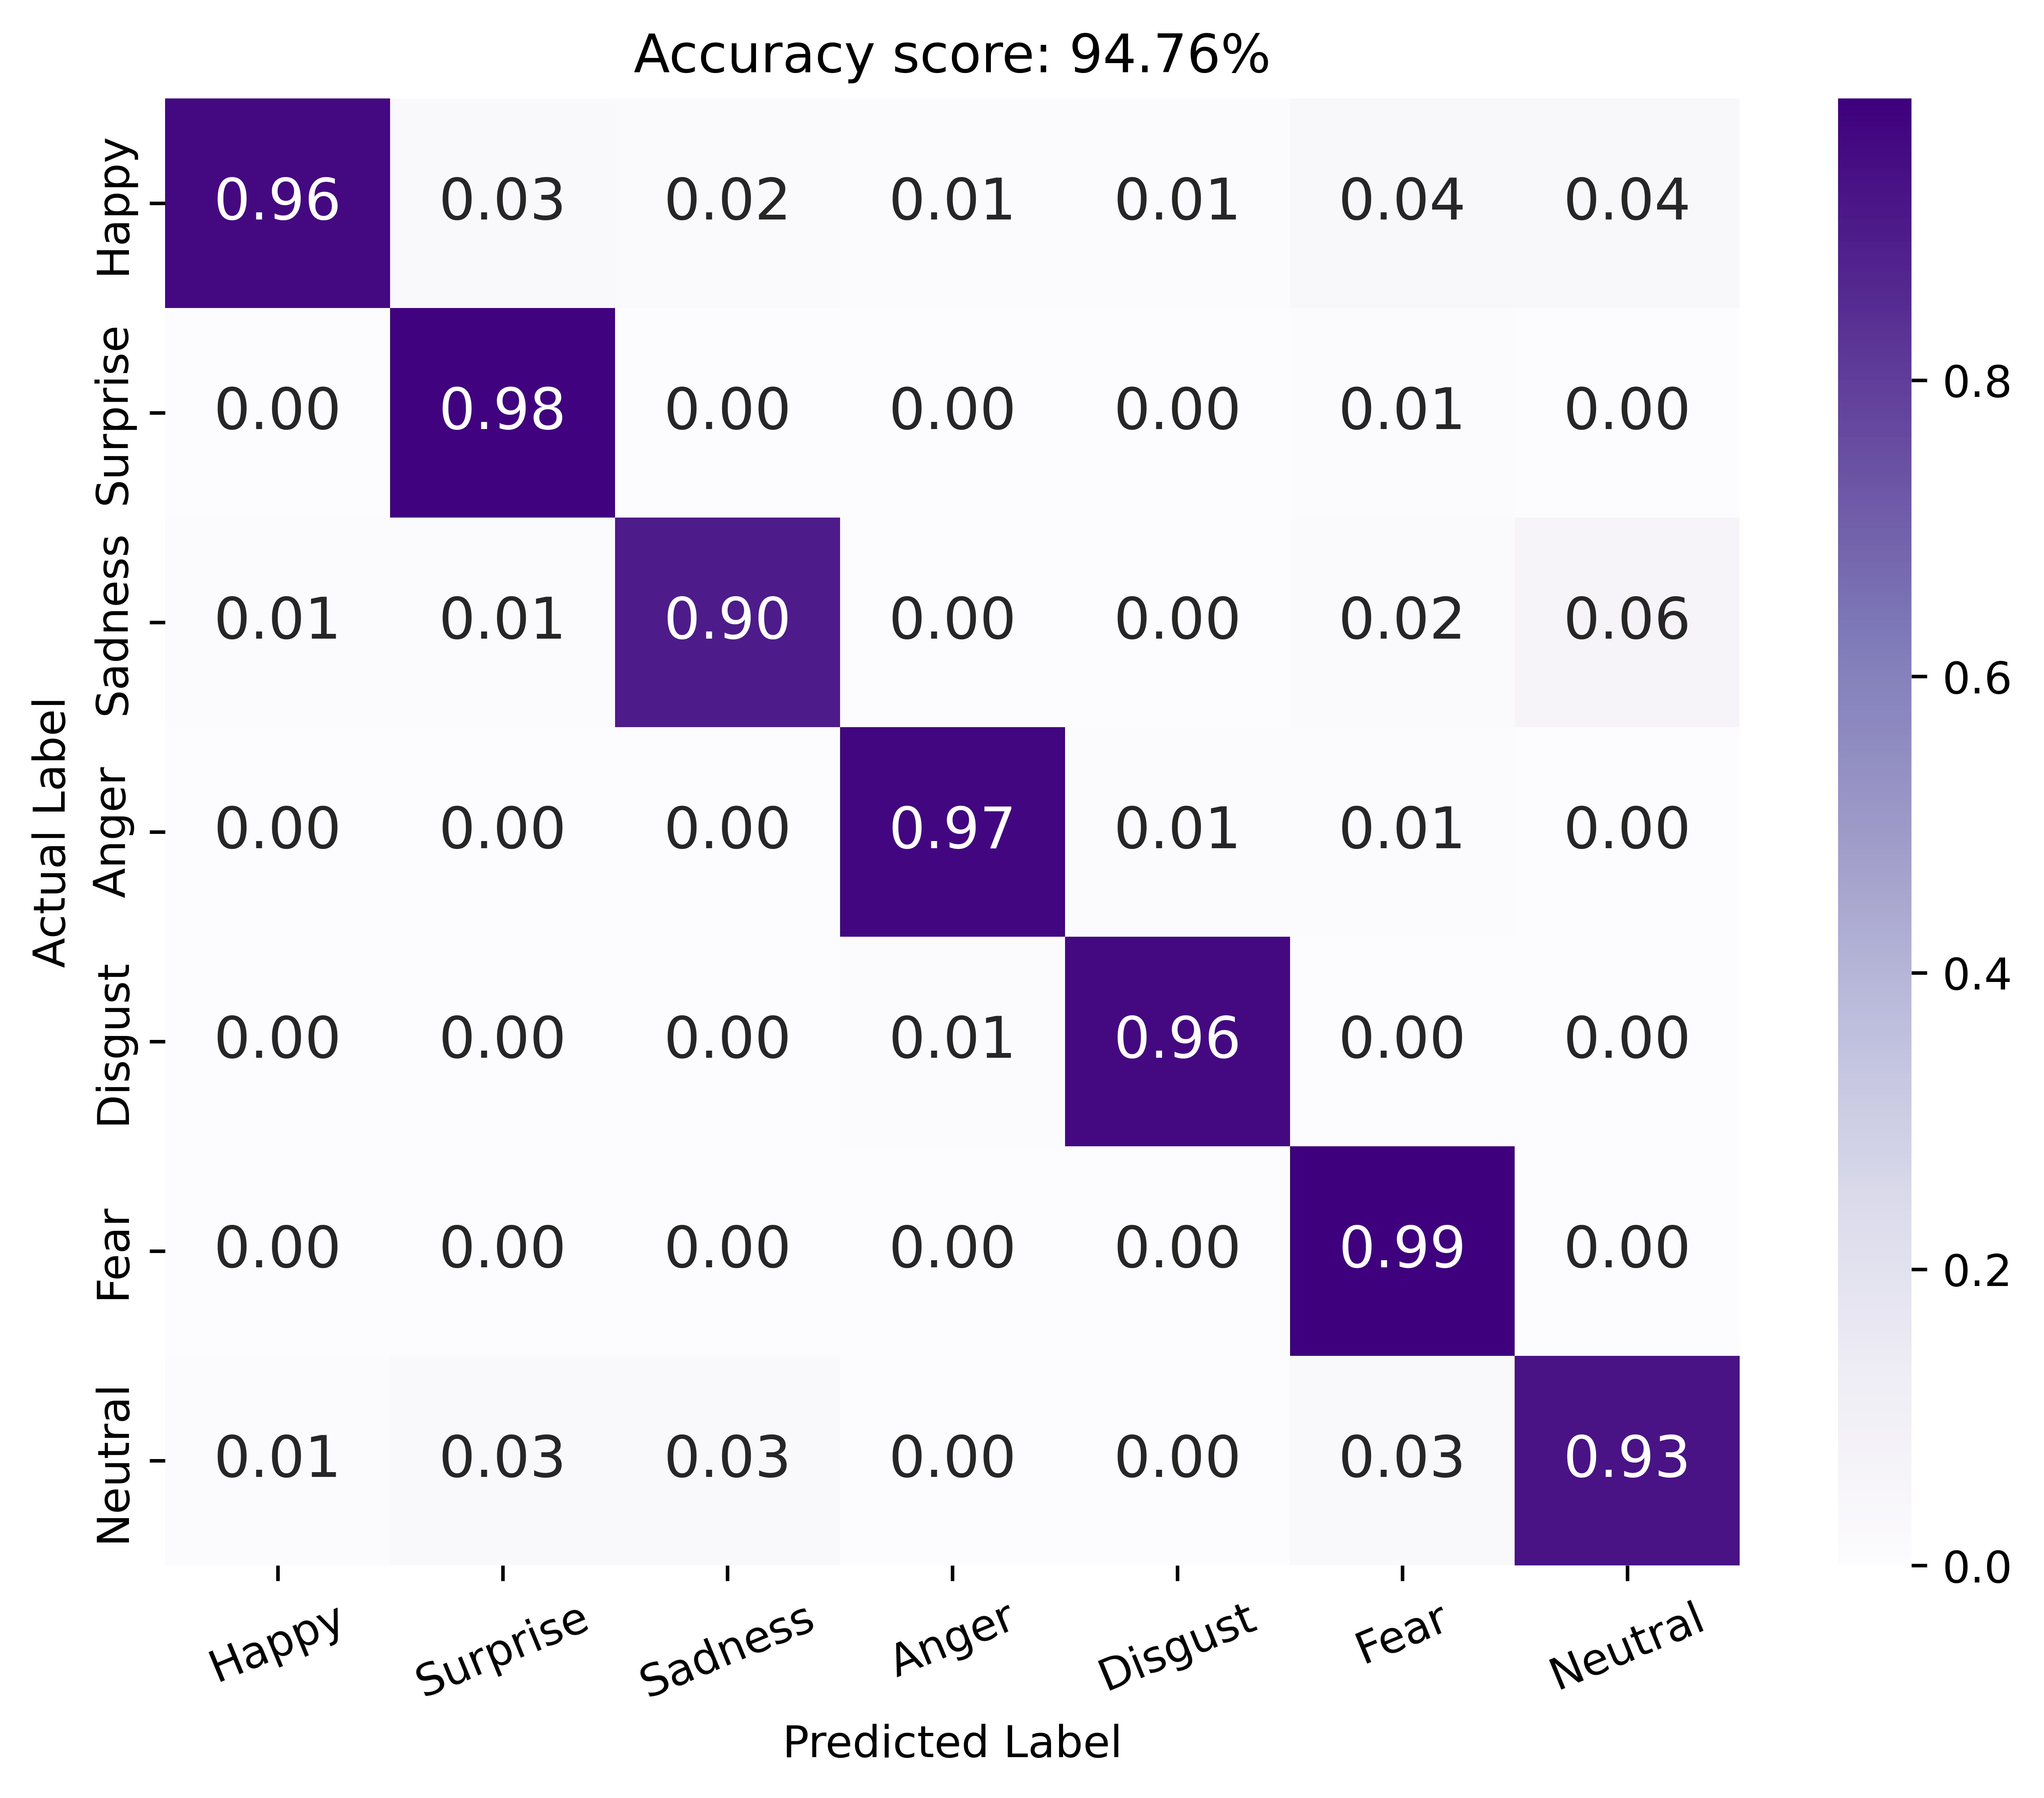 Accuracy score: 94.76%
Happy 0.96 0.03 0.02 0.01 0.01 0.04 0.04
Surprise 0.00 0.98 0.00 0.00 0.00 0.01 0.00
Sadness 0.01 0.01 0.90 0.00 0.00 0.02 0.06
Anger 0.00 0.00 0.00 0.97 0.01 0.01 0.00
Disgust 0.00 0.00 0.00 0.01 0.96 0.00 0.00
Fear 0.00 0.00 0.00 0.00 0.00 0.99 0.00
Neutral 0.01 0.03 0.03 0.00 0.00 0.03 0.93
Actual Label
Happy Surprise Sadness Anger Disgust Fear Neutral
Predicted Label
0.8
0.6
0.4
0.2
0.0